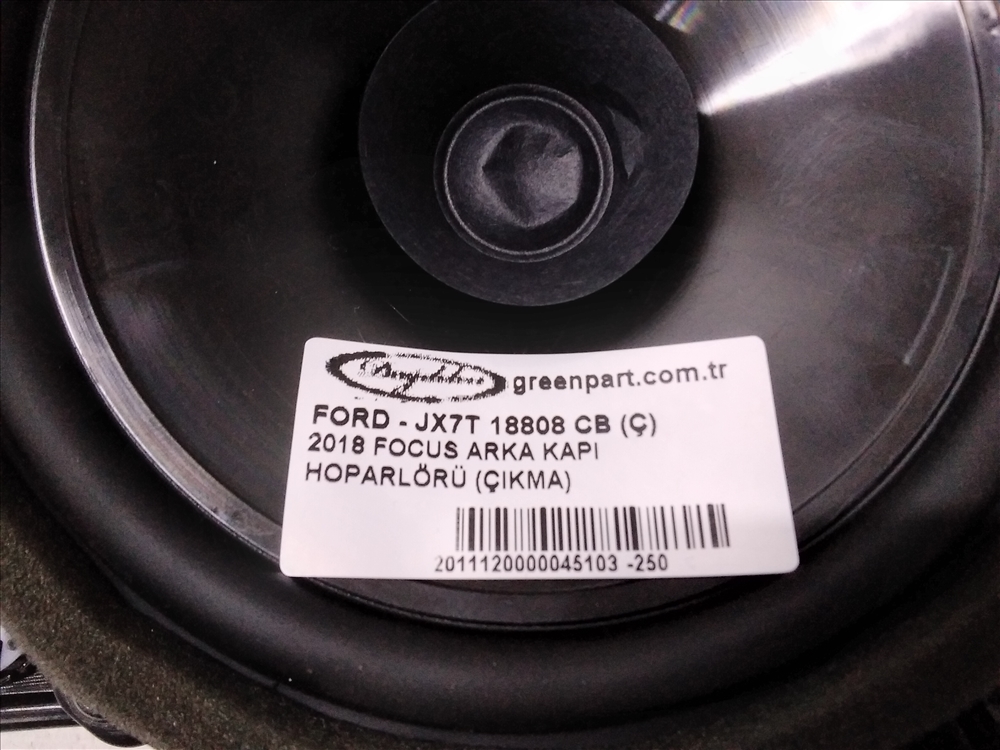 greenpart.com.tr
FORD - JX7T 18808 CB (Ç)
2018 FOCUS ARKA KAPI
HOPARLÖRÜ (ÇIKMA)
2011120000045103 -250